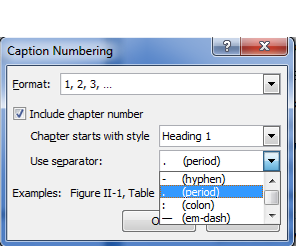 Caption Numbering
?
Format: 1, 2, 3, ...
Include chapter number
Chapter starts with style Heading 1
Use separator: . (period)
- (hyphen)
Examples: Figure II-1, Table . (period)
: (colon)
— (em-dash)